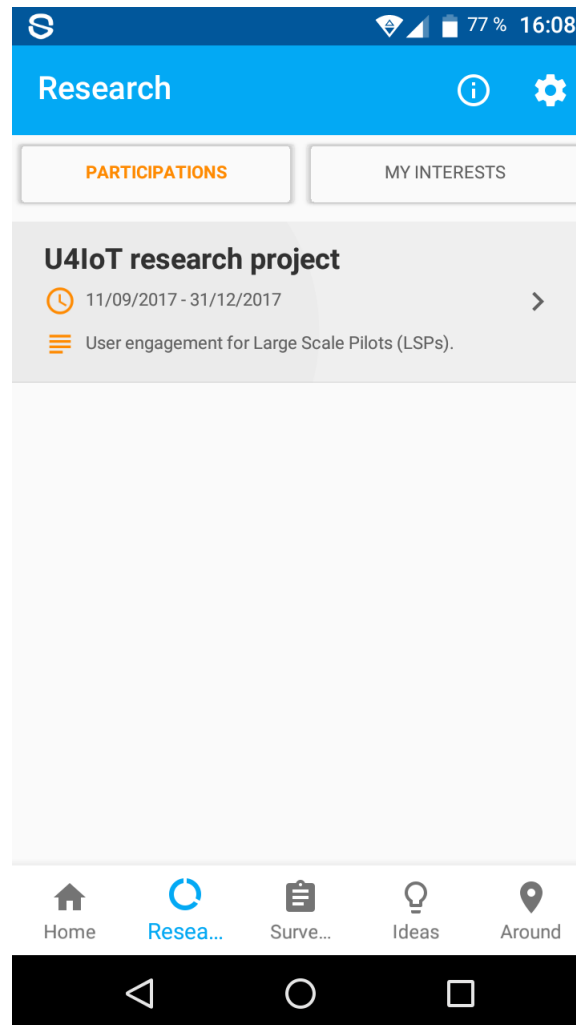 77 % 16:08
Research
PARTICIPATIONS MY INTERESTS
U4IoT research project
11/09/2017 - 31/12/2017
User engagement for Large Scale Pilots (LSPs).
Home Resea... Surve... Ideas Around